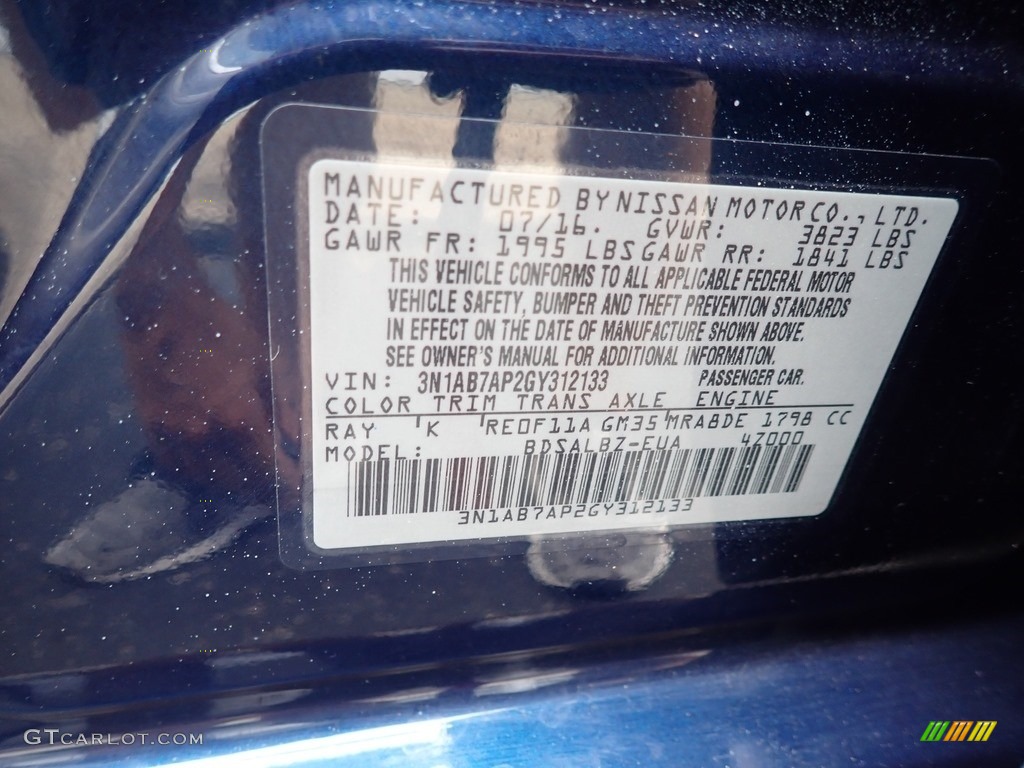 MANUFACTURED BY NISSAN MOTOR CO., LTD.
DATE: 07/16. GVWR: 3823 LBS
GAWR FR: 1995 LBS GAWR RR: 1841 LBS
THIS VEHICLE CONFORMS TO ALL APPLICABLE FEDERAL MOTOR
VEHICLE SAFETY, BUMPER AND THEFT PREVENTION STANDARDS
IN EFFECT ON THE DATE OF MANUFACTURE SHOWN ABOVE.
SEE OWNER'S MANUAL FOR ADDITIONAL INFORMATION.
VIN: 3N1AB7AP2GY312133 PASSENGER CAR.
COLOR TRIM TRANS AXLE ENGINE
RAY K RE0F11A GM35 MRA8DE 1798 CC
MODEL: BDSALBZ-EUA 47000
3N1AB7AP2GY312133
GTCARLOT.COM